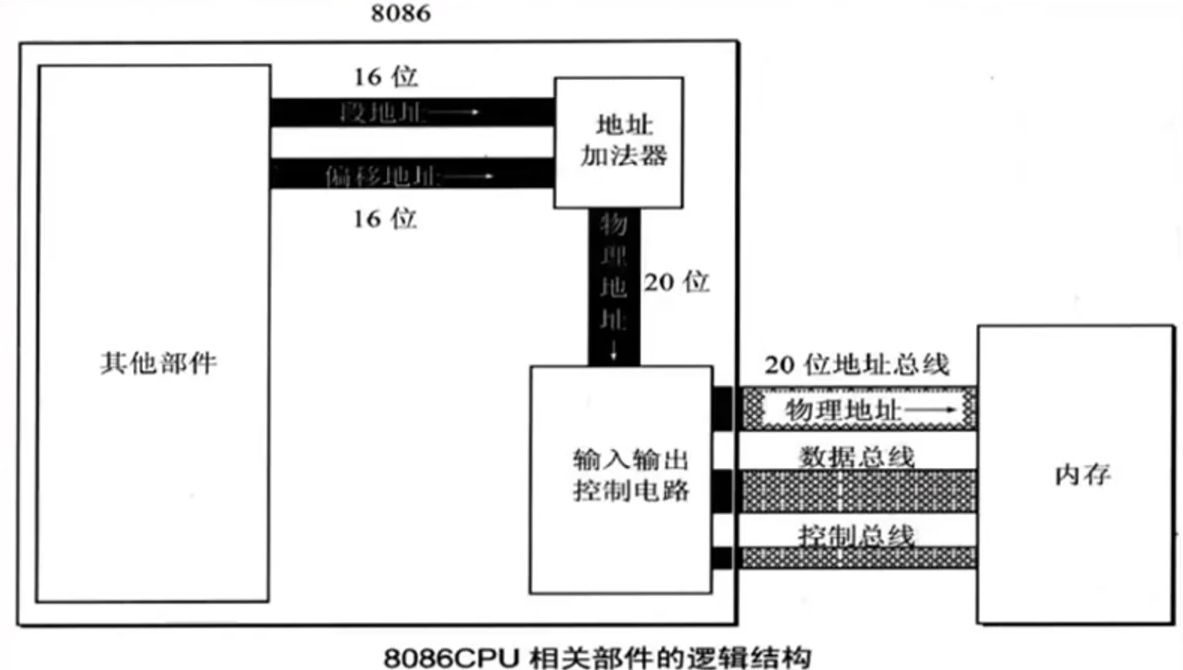 8086
16 位
段地址
地址
加法器
偏移地址
16 位
物
理
地
址
20 位
其他部件
20 位地址总线
物理地址
输入输出
控制电路
数据总线
内存
控制总线
8086CPU 相关部件的逻辑结构